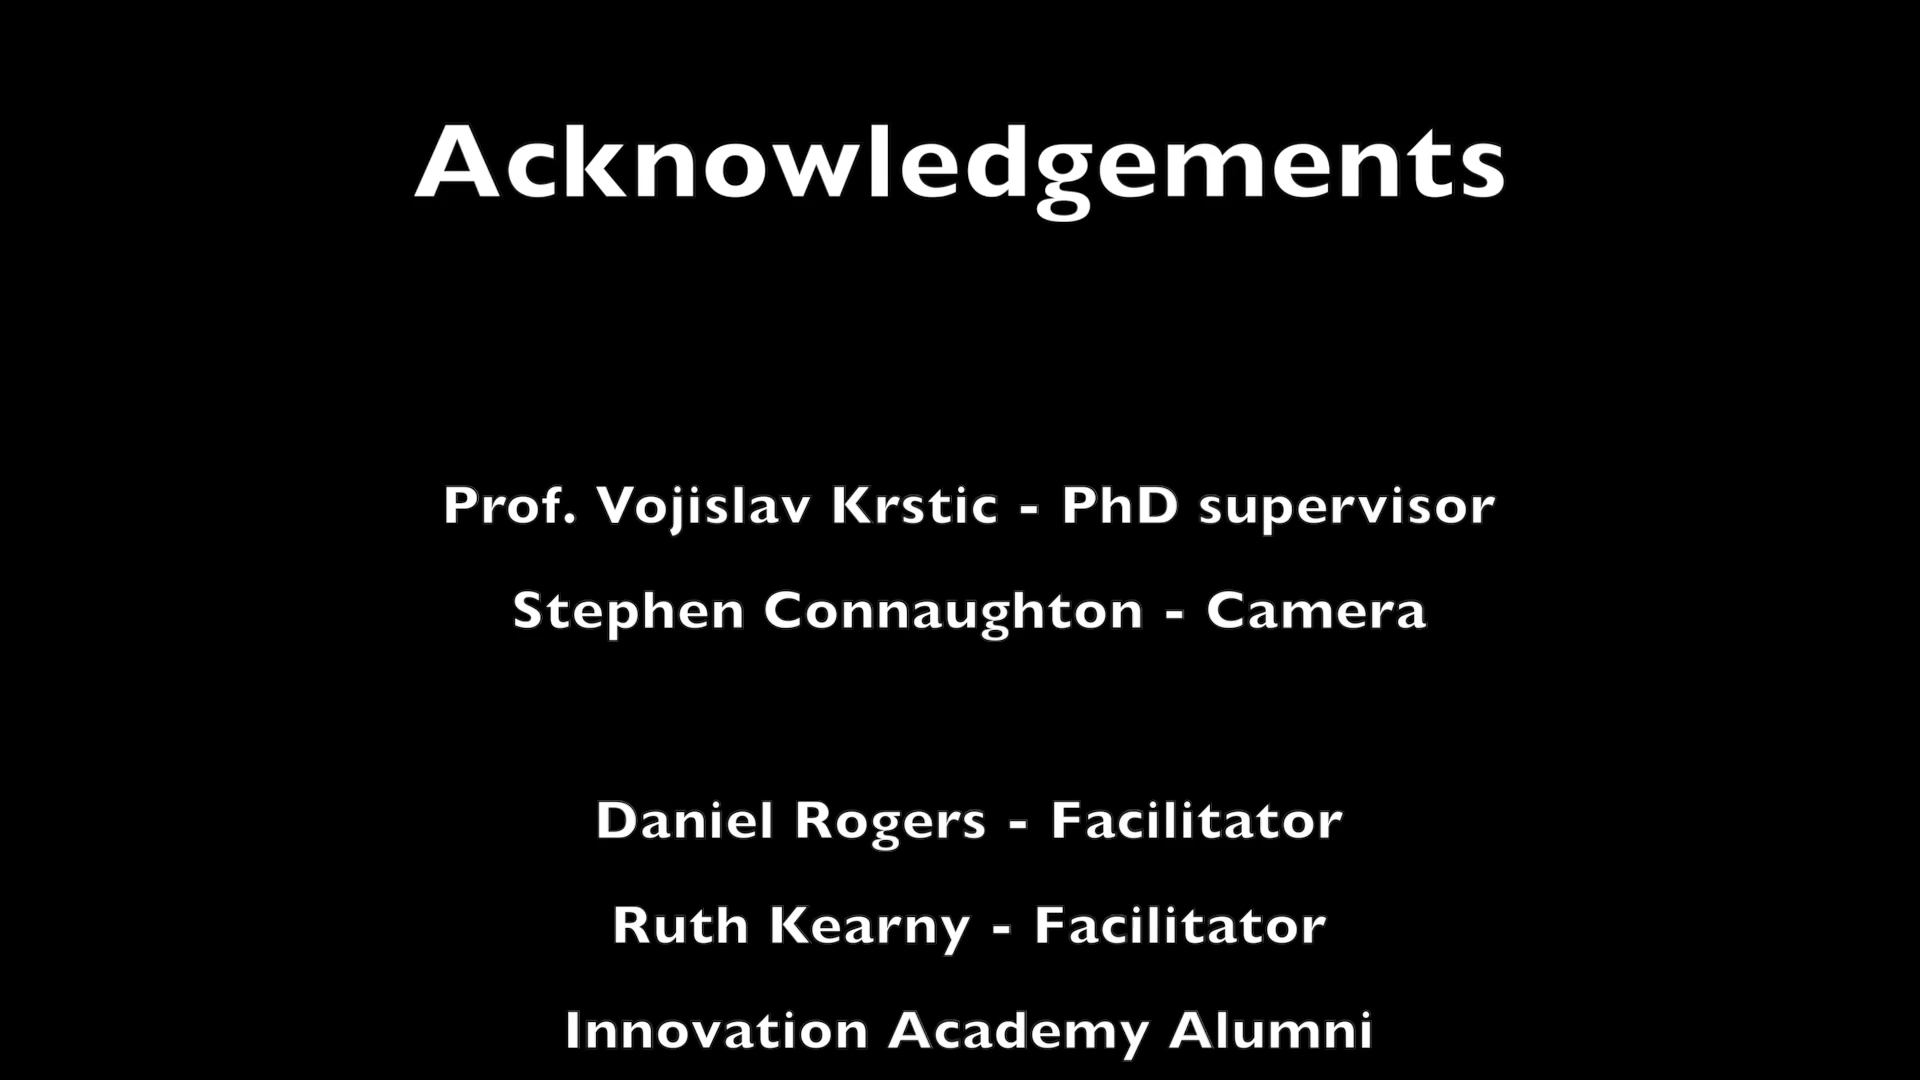 Acknowledgements
Prof. Vojislav Krstic - PhD supervisor
Stephen Connaughton - Camera
Daniel Rogers - Facilitator
Ruth Kearny - Facilitator
Innovation Academy Alumni